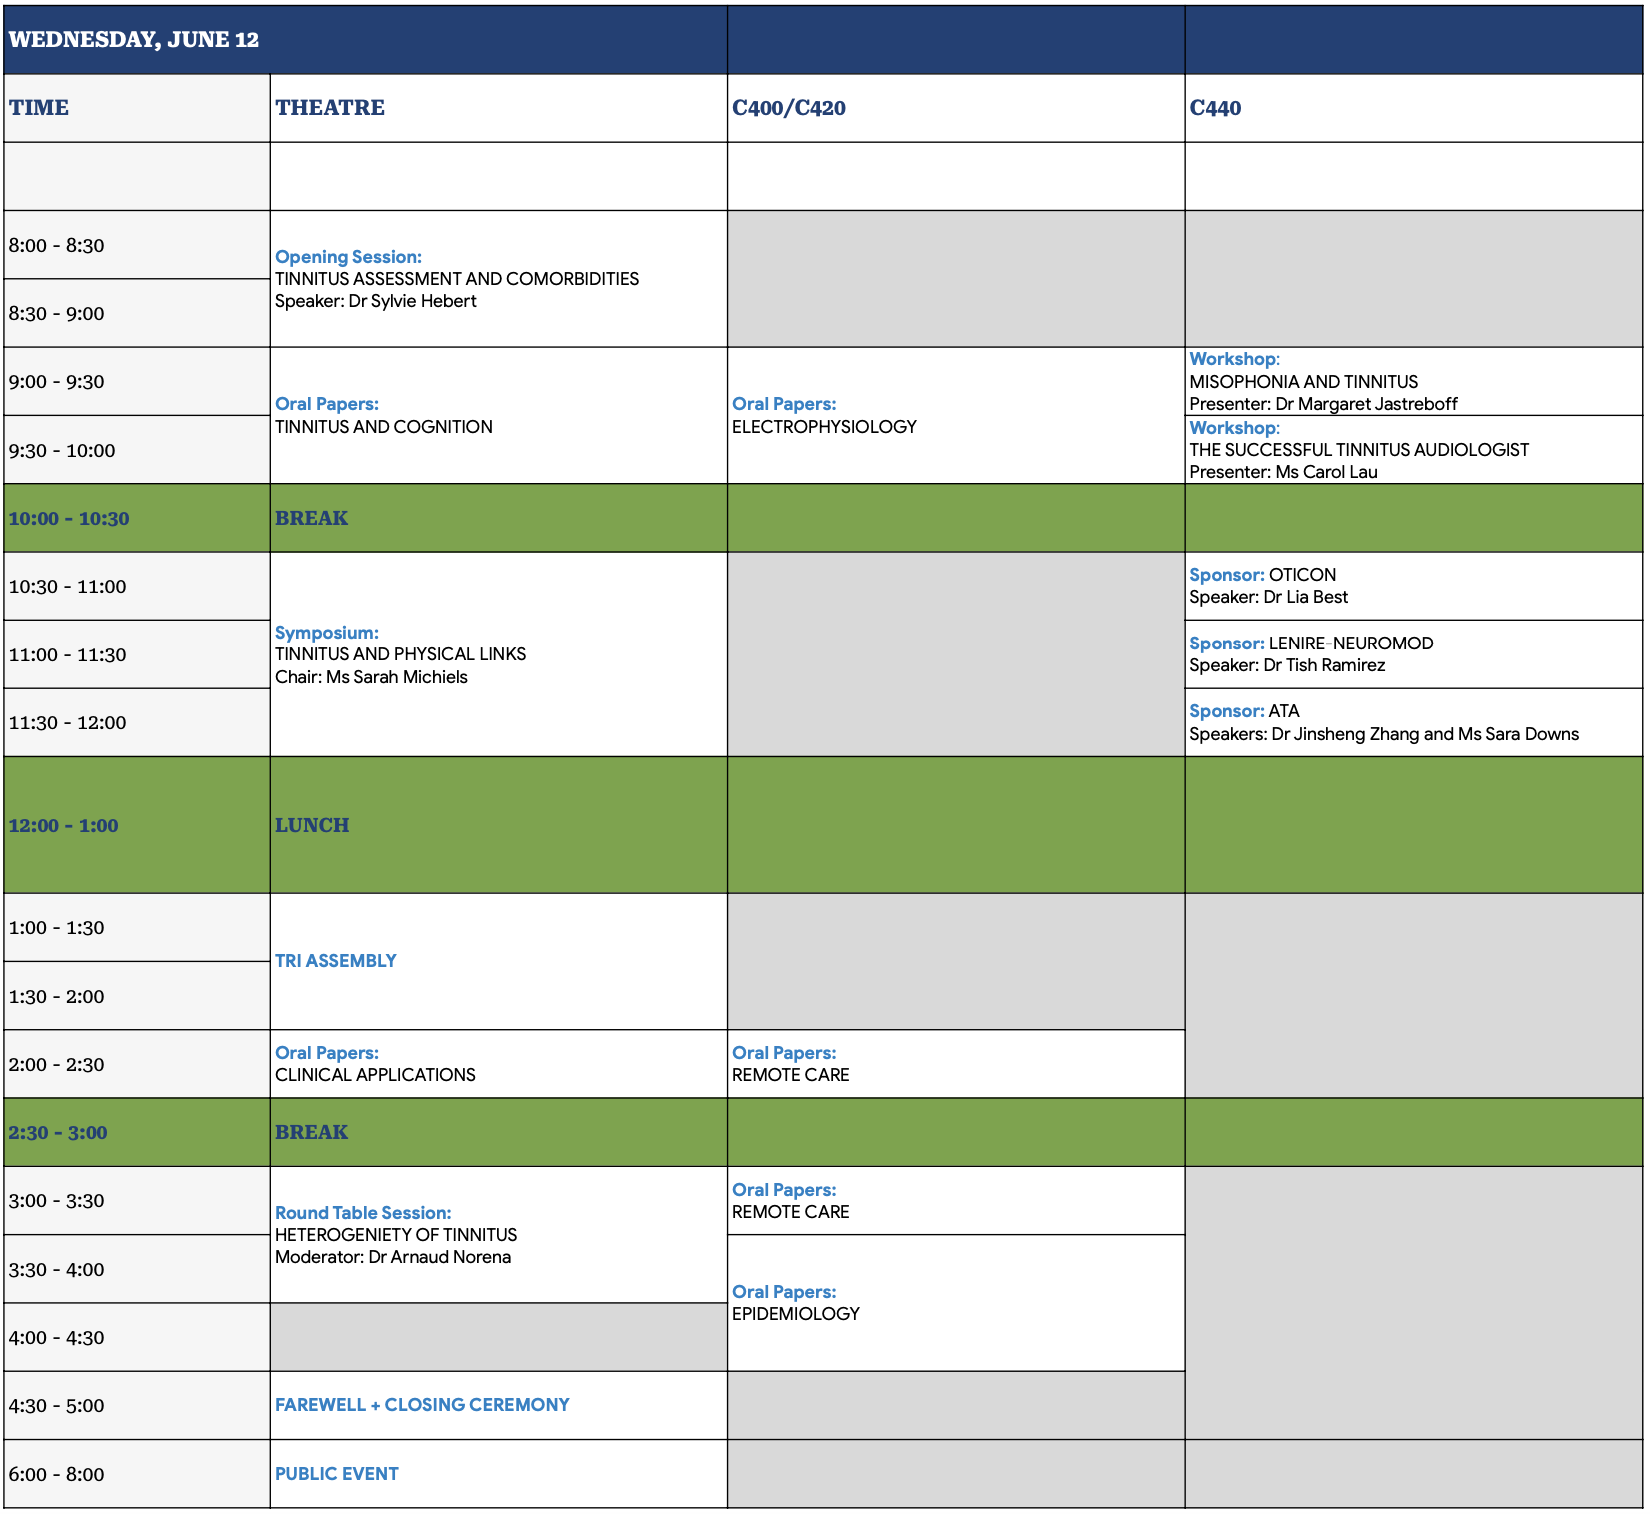 WEDNESDAY, JUNE 12
TIME THEATRE C400/C420 C440
8:00 - 8:30
Opening Session:
TINNITUS ASSESSMENT AND COMORBIDITIES
Speaker: Dr Sylvie Hebert
8:30 - 9:00
9:00 - 9:30
Oral Papers:
TINNITUS AND COGNITION
Oral Papers:
ELECTROPHYSIOLOGY
Workshop:
MISOPHONIA AND TINNITUS
Presenter: Dr Margaret Jastreboff
9:30 - 10:00
Workshop:
THE SUCCESSFUL TINNITUS AUDIOLOGIST
Presenter: Ms Carol Lau
10:00 - 10:30 BREAK
10:30 - 11:00
Sponsor: OTICON
Speaker: Dr Lia Best
11:00 - 11:30
Symposium:
TINNITUS AND PHYSICAL LINKS
Chair: Ms Sarah Michiels
Sponsor: LENIRE-NEUROMOD
Speaker: Dr Tish Ramirez
11:30 - 12:00
Sponsor: ATA
Speakers: Dr Jinsheng Zhang and Ms Sara Downs
12:00 - 1:00 LUNCH
1:00 - 1:30
TRI ASSEMBLY
1:30 - 2:00
2:00 - 2:30
Oral Papers:
CLINICAL APPLICATIONS
Oral Papers:
REMOTE CARE
2:30 - 3:00 BREAK
3:00 - 3:30
Round Table Session:
HETEROGENIETY OF TINNITUS
Moderator: Dr Arnaud Norena
Oral Papers:
REMOTE CARE
3:30 - 4:00
Oral Papers:
EPIDEMIOLOGY
4:00 - 4:30
4:30 - 5:00 FAREWELL + CLOSING CEREMONY
6:00 - 8:00 PUBLIC EVENT